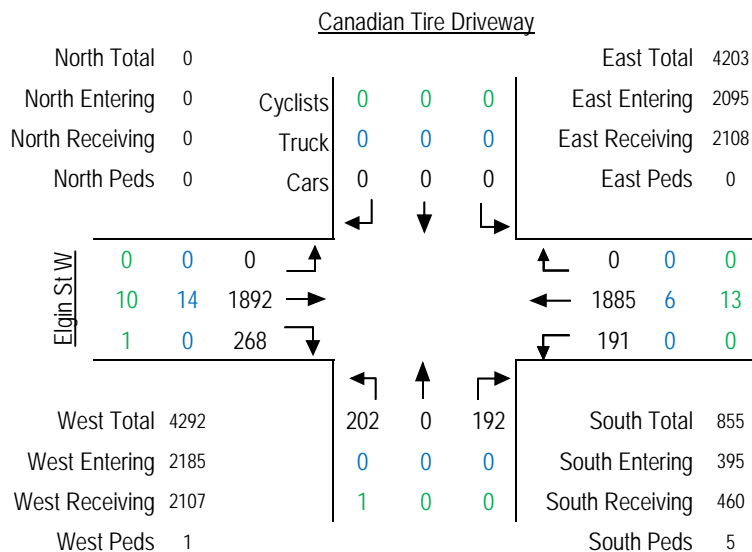 Canadian Tire Driveway
North Total 0
East Total 4203
North Entering 0
Cyclists 0 0 0
East Entering 2095
North Receiving 0
Truck 0 0 0
East Receiving 2108
North Peds 0
Cars 0 0 0
East Peds 0
Elgin St W
0 0 0
0 0 0
10 14 1892
1885 6 13
1 0 268
191 0 0
West Total 4292
202 0 192
South Total 855
West Entering 2185
0 0 0
South Entering 395
West Receiving 2107
1 0 0
South Receiving 460
West Peds 1
South Peds 5